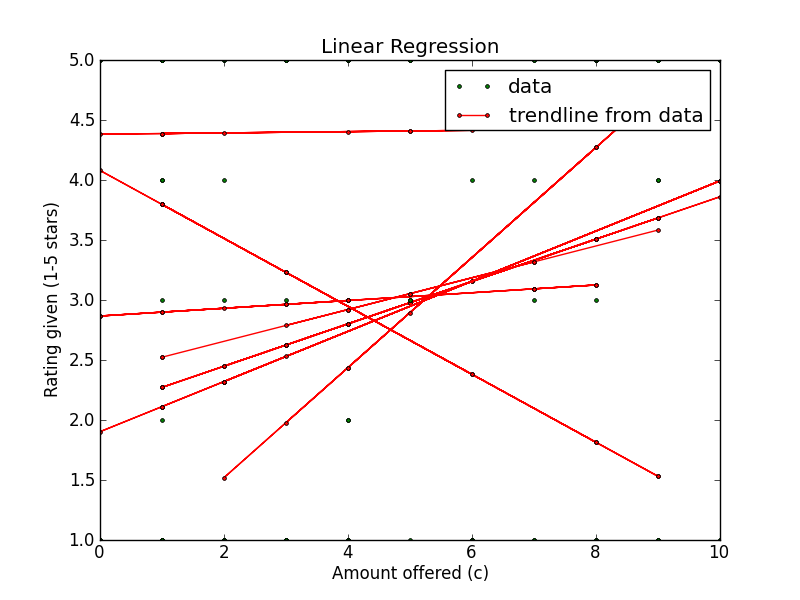 Linear Regression
data
trendline from data
Rating given (1-5 stars)
5.0
4.5
4.0
3.5
3.0
2.5
2.0
1.5
1.0
0 2 4 6 8 10
Amount offered (c)